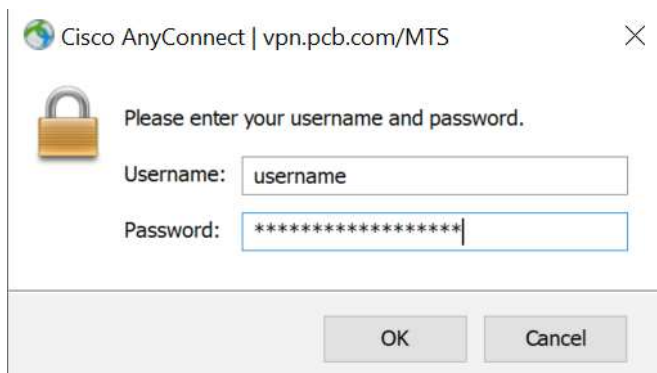 Cisco AnyConnect | vpn.pcb.com/MTS
Please enter your username and password.
Username: username
Password: ******************
OK Cancel